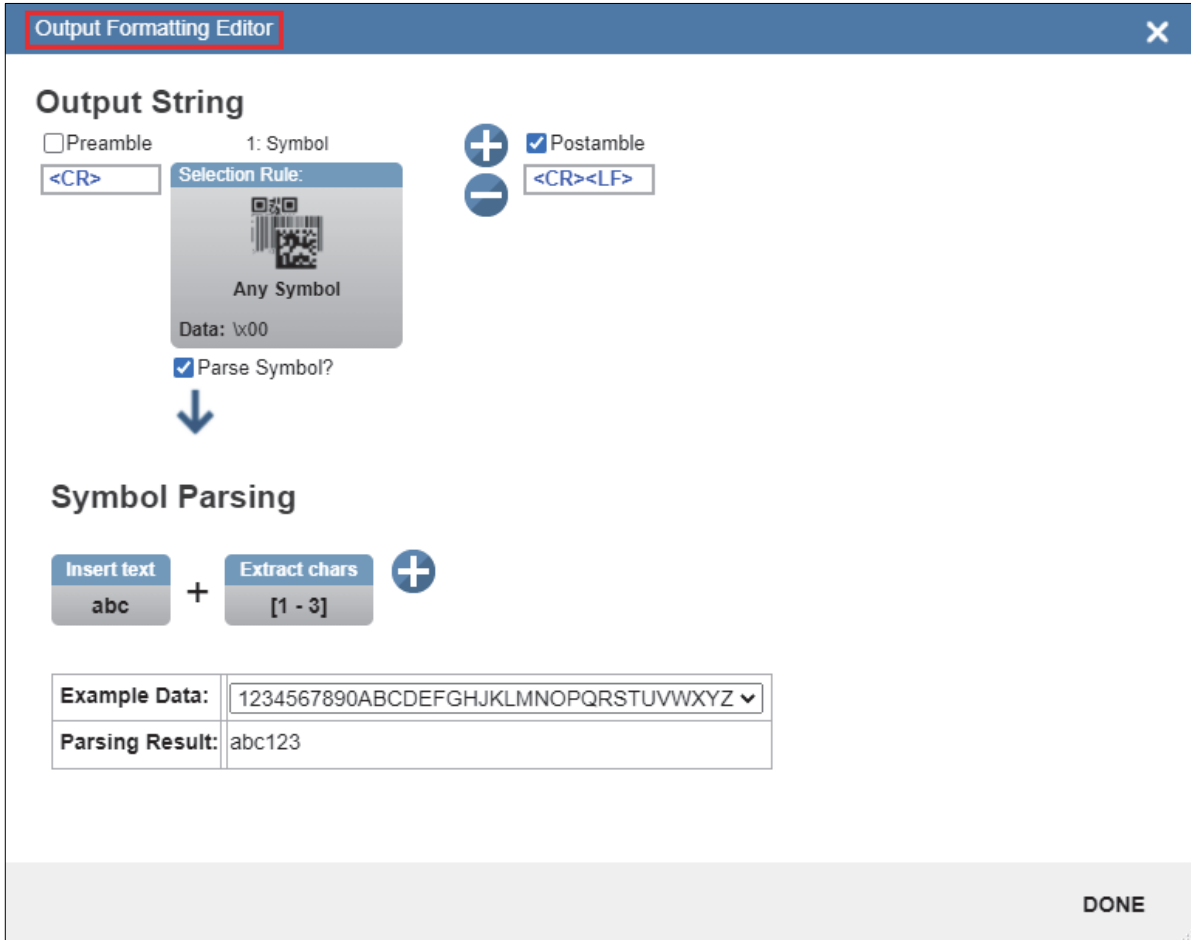 Output Formatting Editor
Output String
Preamble
1: Symbol
Postamble
<CR>
Selection Rule:
<CR><LF>
Any Symbol
Data: \x00
Parse Symbol?
Symbol Parsing
Insert text
abc
+
Extract chars
[1 - 3]
Example Data: 1234567890ABCDEFGHJKLMNOPQRSTUVWXYZ
Parsing Result: abc123
DONE